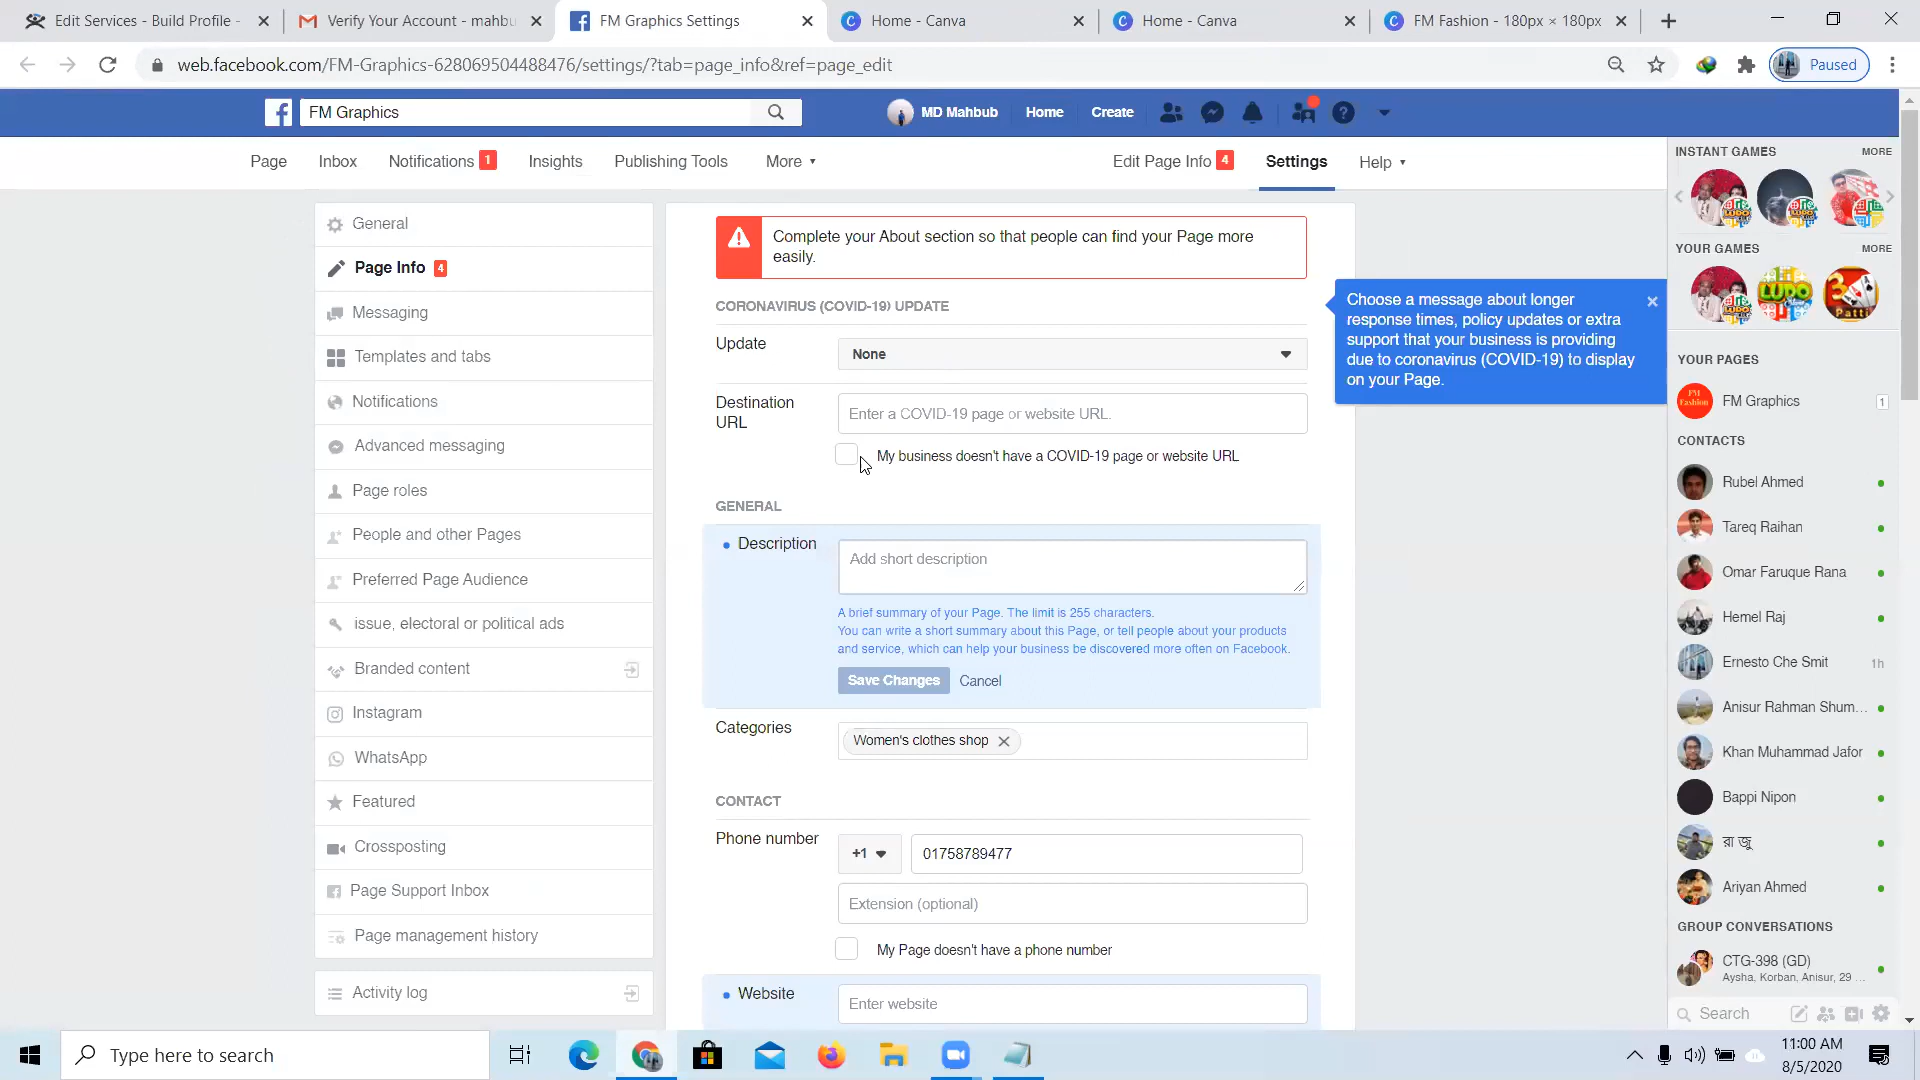 Edit Services - Build Profile -
Verify Your Account - mahbu
FM Graphics Settings
Home - Canva
Home - Canva
FM Fashion - 180px × 180px
web.facebook.com/FM-Graphics-628069504488476/settings/?tab=page_info&ref=page_edit
Paused
FM Graphics
MD Mahbub
Home
Create
Page
Inbox
Notifications 1
Insights
Publishing Tools
More
Edit Page Info 4
Settings
Help
General
Page Info 4
Messaging
Templates and tabs
Notifications
Advanced messaging
Page roles
People and other Pages
Preferred Page Audience
issue, electoral or political ads
Branded content
Instagram
WhatsApp
Featured
Crossposting
Page Support Inbox
Page management history
Activity log
Complete your About section so that people can find your Page more
easily.
CORONAVIRUS (COVID-19) UPDATE
Update
None
Destination
URL
Enter a COVID-19 page or website URL.
My business doesn't have a COVID-19 page or website URL
GENERAL
Description
Add short description
A brief summary of your Page. The limit is 255 characters.
You can write a short summary about this Page, or tell people about your products
and service, which can help your business be discovered more often on Facebook.
Save Changes
Cancel
Categories
Women's clothes shop
CONTACT
Phone number
+1
01758789477
Extension (optional)
My Page doesn't have a phone number
Website
Enter website
Choose a message about longer
response times, policy updates or extra
support that your business is providing
due to coronavirus (COVID-19) to display
on your Page.
INSTANT GAMES
MORE
YOUR GAMES
MORE
LUDO
3
Patti
YOUR PAGES
FM
Fashion
FM Graphics
1
CONTACTS
Rubel Ahmed
Tareq Raihan
Omar Faruque Rana
Hemel Raj
Ernesto Che Smit
1h
Anisur Rahman Shum...
Khan Muhammad Jafor
Bappi Nipon
রা জু
Ariyan Ahmed
GROUP CONVERSATIONS
CTG-398 (GD)
Aysha, Korban, Anisur, 29 ...
Search
Type here to search
11:00 AM
8/5/2020